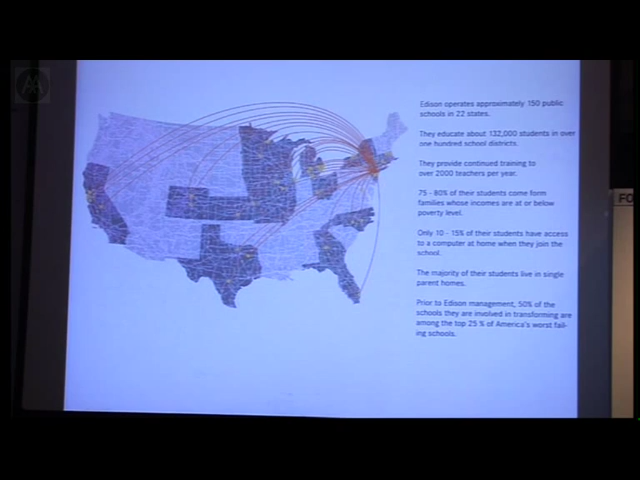 AA
Edison operates approximately 150 public
schools in 22 states.
They educate about 132,000 students in over
one hundred school districts.
They provide continued training to
over 2000 teachers per year.
75 - 80% of their students come form
families whose incomes are at or below
poverty level.
Only 10 - 15% of their students have access
to a computer at home when they join the
school.
The majority of their students live in single
parent homes.
Prior to Edison management, 50% of the
schools they are involved in transforming are
among the top 25 % of America's worst fail-
ing schools.
FO